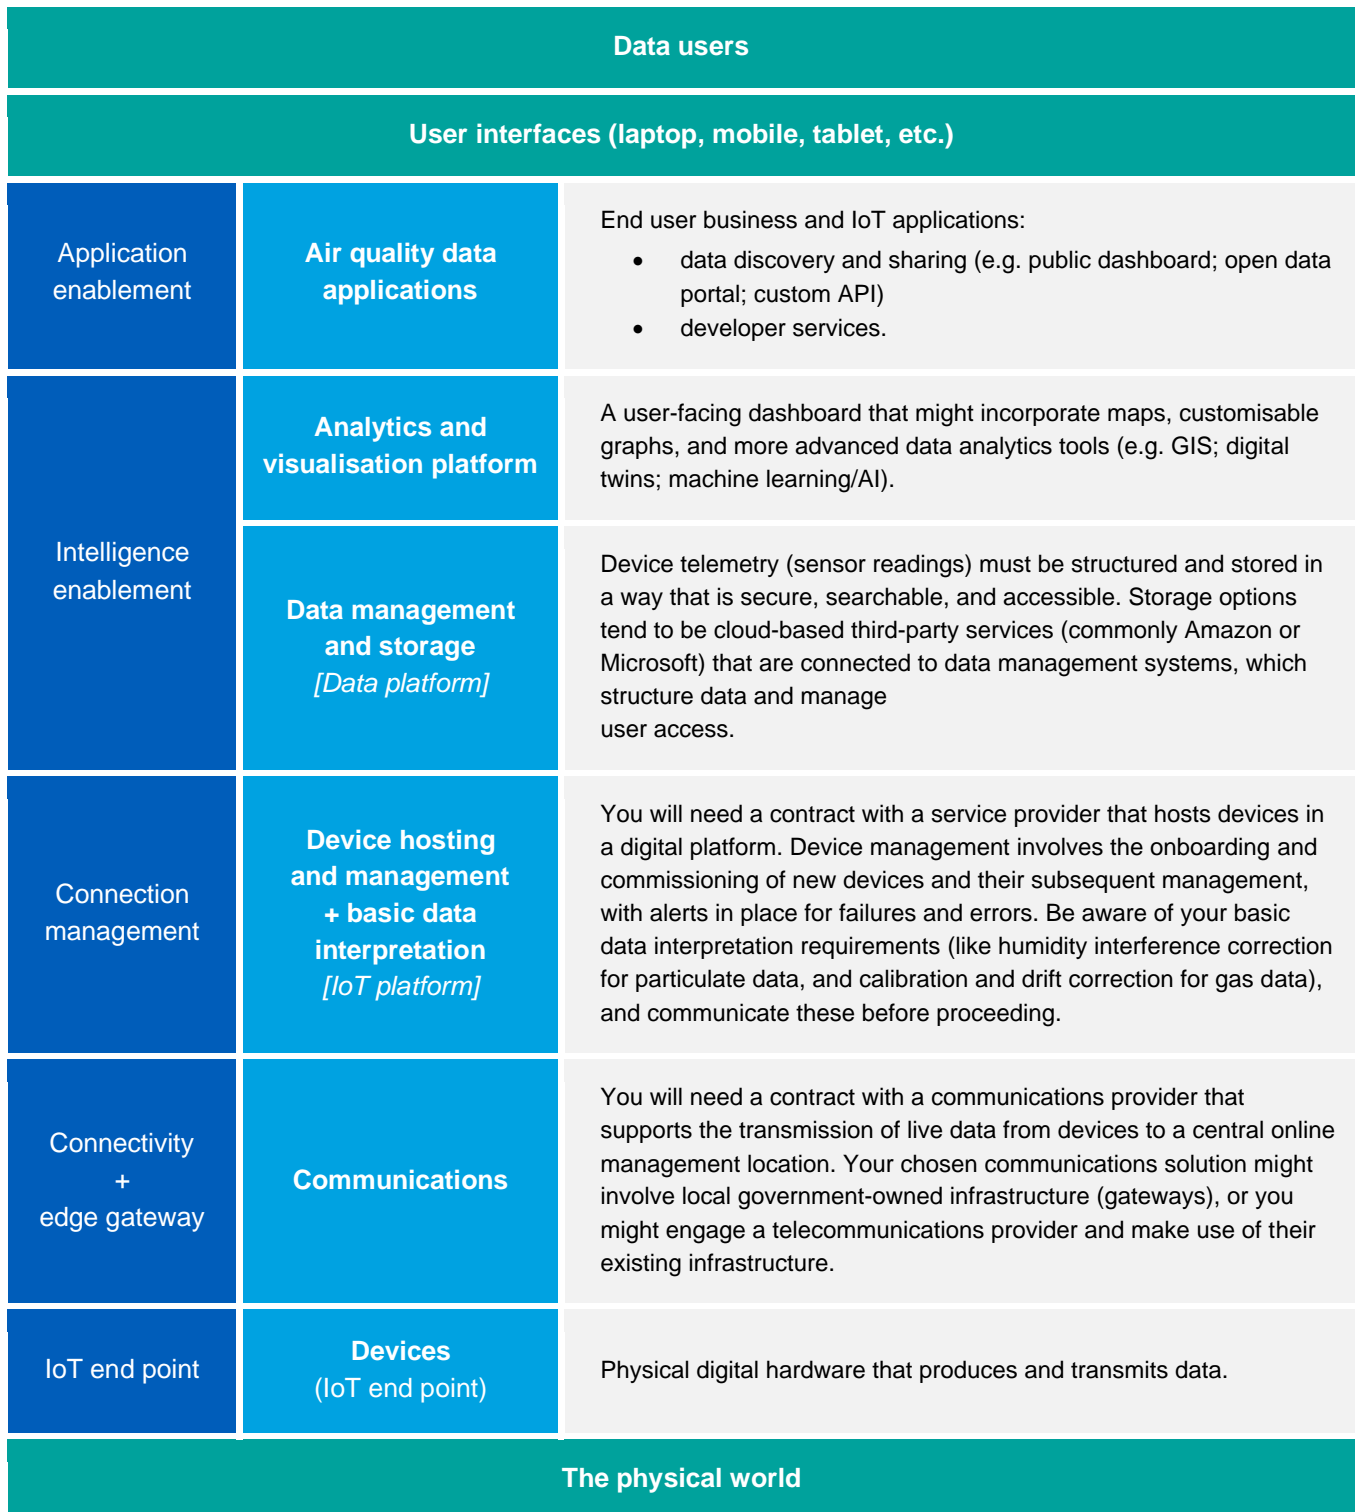 Data users
User interfaces (laptop, mobile, tablet, etc.)
Application
enablement
Air quality data
applications
End user business and IoT applications:
• data discovery and sharing (e.g. public dashboard; open data
portal; custom API)
• developer services.
Intelligence
enablement
Analytics and
visualisation platform
A user-facing dashboard that might incorporate maps, customisable
graphs, and more advanced data analytics tools (e.g. GIS; digital
twins; machine learning/AI).
Data management
and storage
[Data platform]
Device telemetry (sensor readings) must be structured and stored in
a way that is secure, searchable, and accessible. Storage options
tend to be cloud-based third-party services (commonly Amazon or
Microsoft) that are connected to data management systems, which
structure data and manage
user access.
Connection
management
Device hosting
and management
+ basic data
interpretation
[IoT platform]
You will need a contract with a service provider that hosts devices in
a digital platform. Device management involves the onboarding and
commissioning of new devices and their subsequent management,
with alerts in place for failures and errors. Be aware of your basic
data interpretation requirements (like humidity interference correction
for particulate data, and calibration and drift correction for gas data),
and communicate these before proceeding.
Connectivity
+
edge gateway
Communications
You will need a contract with a communications provider that
supports the transmission of live data from devices to a central online
management location. Your chosen communications solution might
involve local government-owned infrastructure (gateways), or you
might engage a telecommunications provider and make use of their
existing infrastructure.
IoT end point
Devices
(IoT end point)
Physical digital hardware that produces and transmits data.
The physical world